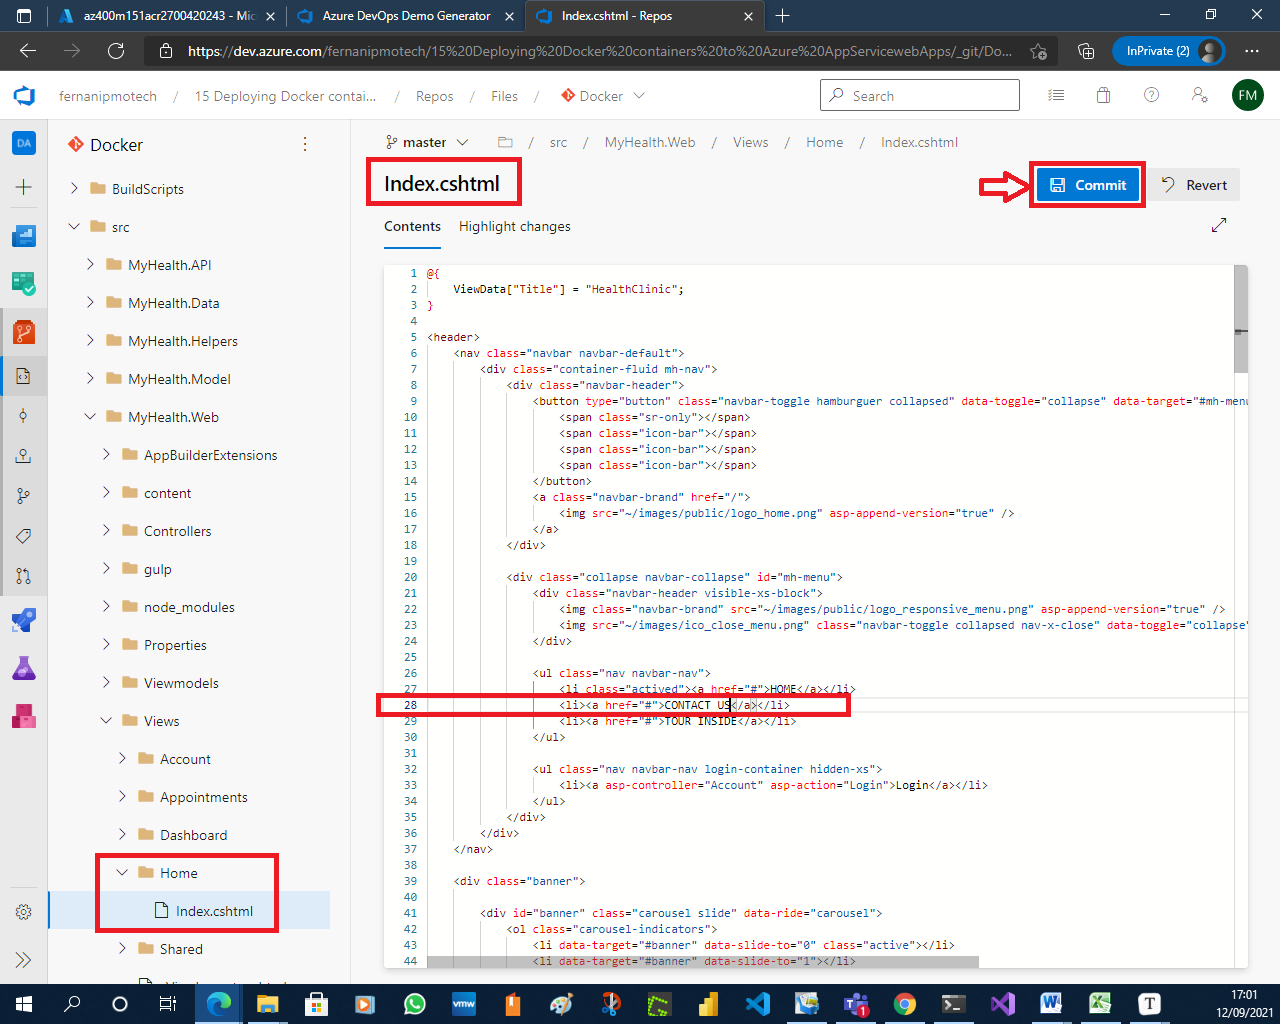 az400m151acr2700420243 - Mic
Azure DevOps Demo Generator
Index.cshtml - Repos
https://dev.azure.com/fernanipmotech/15%20Deploying%20Docker%20containers%20to%20Azure%20AppServicewebApps/_git/Do...
InPrivate (2)
fernanipmotech / 15 Deploying Docker contai... / Repos / Files / Docker
Search
FM
DA
Docker
BuildScripts
src
MyHealth.API
MyHealth.Data
MyHealth.Helpers
MyHealth.Model
MyHealth.Web
AppBuilderExtensions
content
Controllers
gulp
node_modules
Properties
Viewmodels
Views
Account
Appointments
Dashboard
Home
Index.cshtml
Shared
master / src / MyHealth.Web / Views / Home / Index.cshtml
Index.cshtml
Commit
Revert
Contents
Highlight changes
1 @{
2 ViewData["Title"] = "HealthClinic";
3 }
4
5 <header>
6 <nav class="navbar navbar-default">
7 <div class="container-fluid mh-nav">
8 <div class="navbar-header">
9 <button type="button" class="navbar-toggle hamburguer collapsed" data-toggle="collapse" data-target="#mh-menu
10 <span class="sr-only"></span>
11 <span class="icon-bar"></span>
12 <span class="icon-bar"></span>
13 <span class="icon-bar"></span>
14 </button>
15 <a class="navbar-brand" href="/">
16 <img src="~/images/public/logo_home.png" asp-append-version="true" />
17 </a>
18 </div>
19
20 <div class="collapse navbar-collapse" id="mh-menu">
21 <div class="navbar-header visible-xs-block">
22 <img class="navbar-brand" src="~/images/public/logo_responsive_menu.png" asp-append-version="true" />
23 <img src="~/images/ico_close_menu.png" class="navbar-toggle collapsed nav-x-close" data-toggle="collapse"
24 </div>
25
26 <ul class="nav navbar-nav">
27 <li class="actived"><a href="#">HOME</a></li>
28 <li><a href="#">CONTACT US</a></li>
29 <li><a href="#">TOUR INSIDE</a></li>
30 </ul>
31
32 <ul class="nav navbar-nav login-container hidden-xs">
33 <li><a asp-controller="Account" asp-action="Login">Login</a></li>
34 </ul>
35 </div>
36 </div>
37 </nav>
38
39 <div class="banner">
40
41 <div id="banner" class="carousel slide" data-ride="carousel">
42 <ol class="carousel-indicators">
43 <li data-target="#banner" data-slide-to="0" class="active"></li>
44 <li data-target="#banner" data-slide-to="1"></li>
vmw
1
T
17:01
12/09/2021